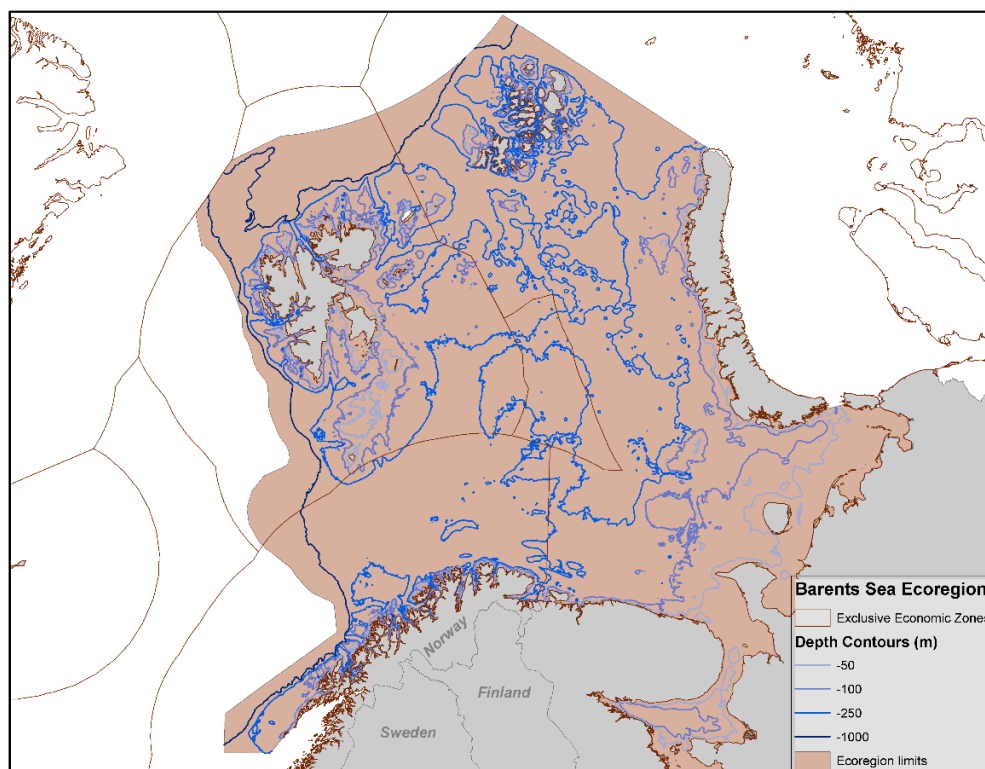 Norway
Finland
Sweden
Barents Sea Ecoregion
Exclusive Economic Zones
Depth Contours (m)
-50
-100
-250
-1000
Ecoregion limits